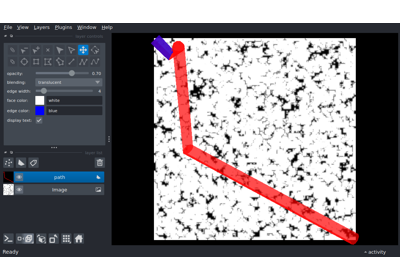 File View Layers Plugins Window Help
opacity: 0.70
blending: translucent
edge width:
face color: white
edge color: blue
display text:
path
Image
Ready
activity